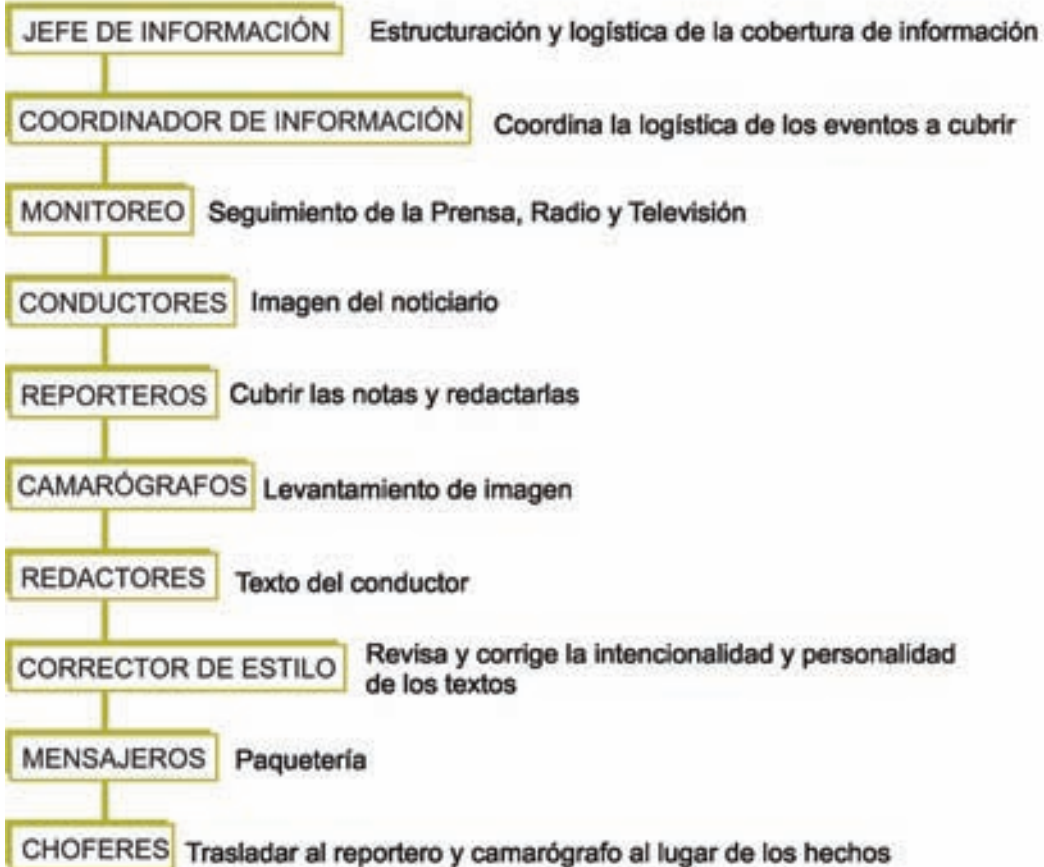 JEFE DE INFORMACIÓN Estructuración y logística de la cobertura de información
COORDINADOR DE INFORMACIÓN Coordina la logística de los eventos a cubrir
MONITOREO Seguimiento de la Prensa, Radio y Televisión
CONDUCTORES Imagen del noticiario
REPORTEROS Cubrir las notas y redactarlas
CAMARÓGRAFOS Levantamiento de imagen
REDACTORES Texto del conductor
CORRECTOR DE ESTILO Revisa y corrige la intencionalidad y personalidad
de los textos
MENSAJEROS Paquetería
CHOFERES Trasladar al reportero y camarógrafo al lugar de los hechos